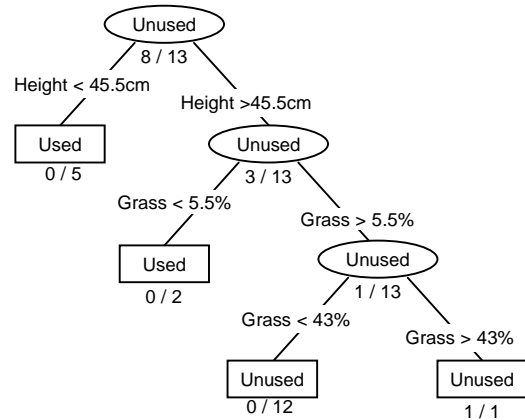 Unused
8 / 13
Height < 45.5cm
Height >45.5cm
Used
0 / 5
Unused
3 / 13
Grass < 5.5%
Grass > 5.5%
Used
0 / 2
Unused
1 / 13
Grass < 43%
Grass > 43%
Unused
0 / 12
Unused
1 / 1